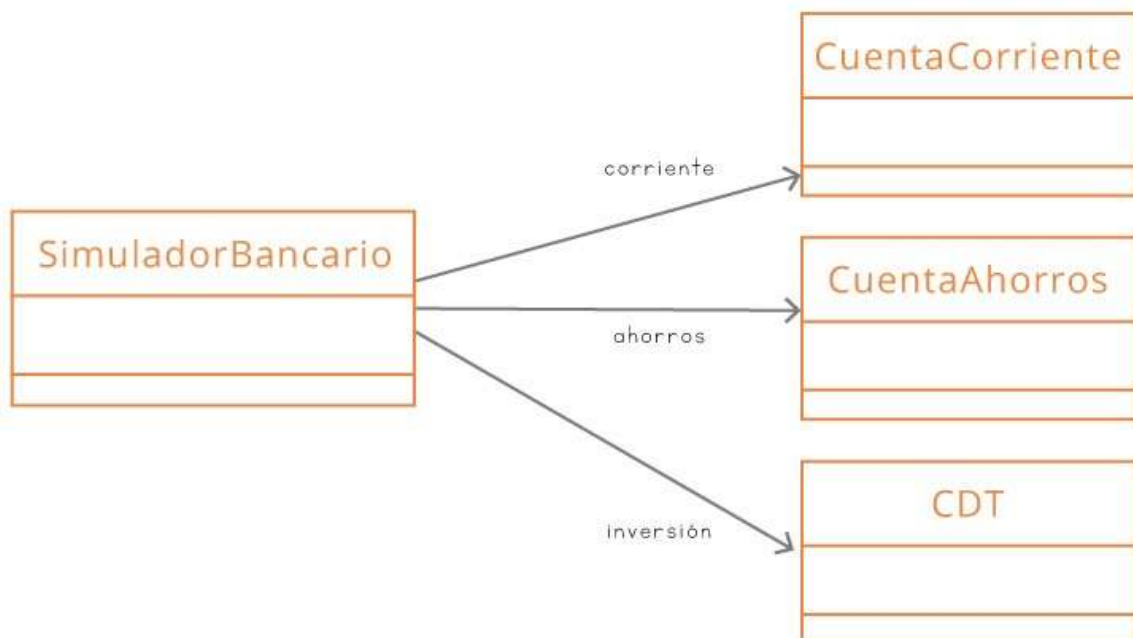 CuentaCorriente
corriente
SimuladorBancario
CuentaAhorros
ahorros
CDT
inversión